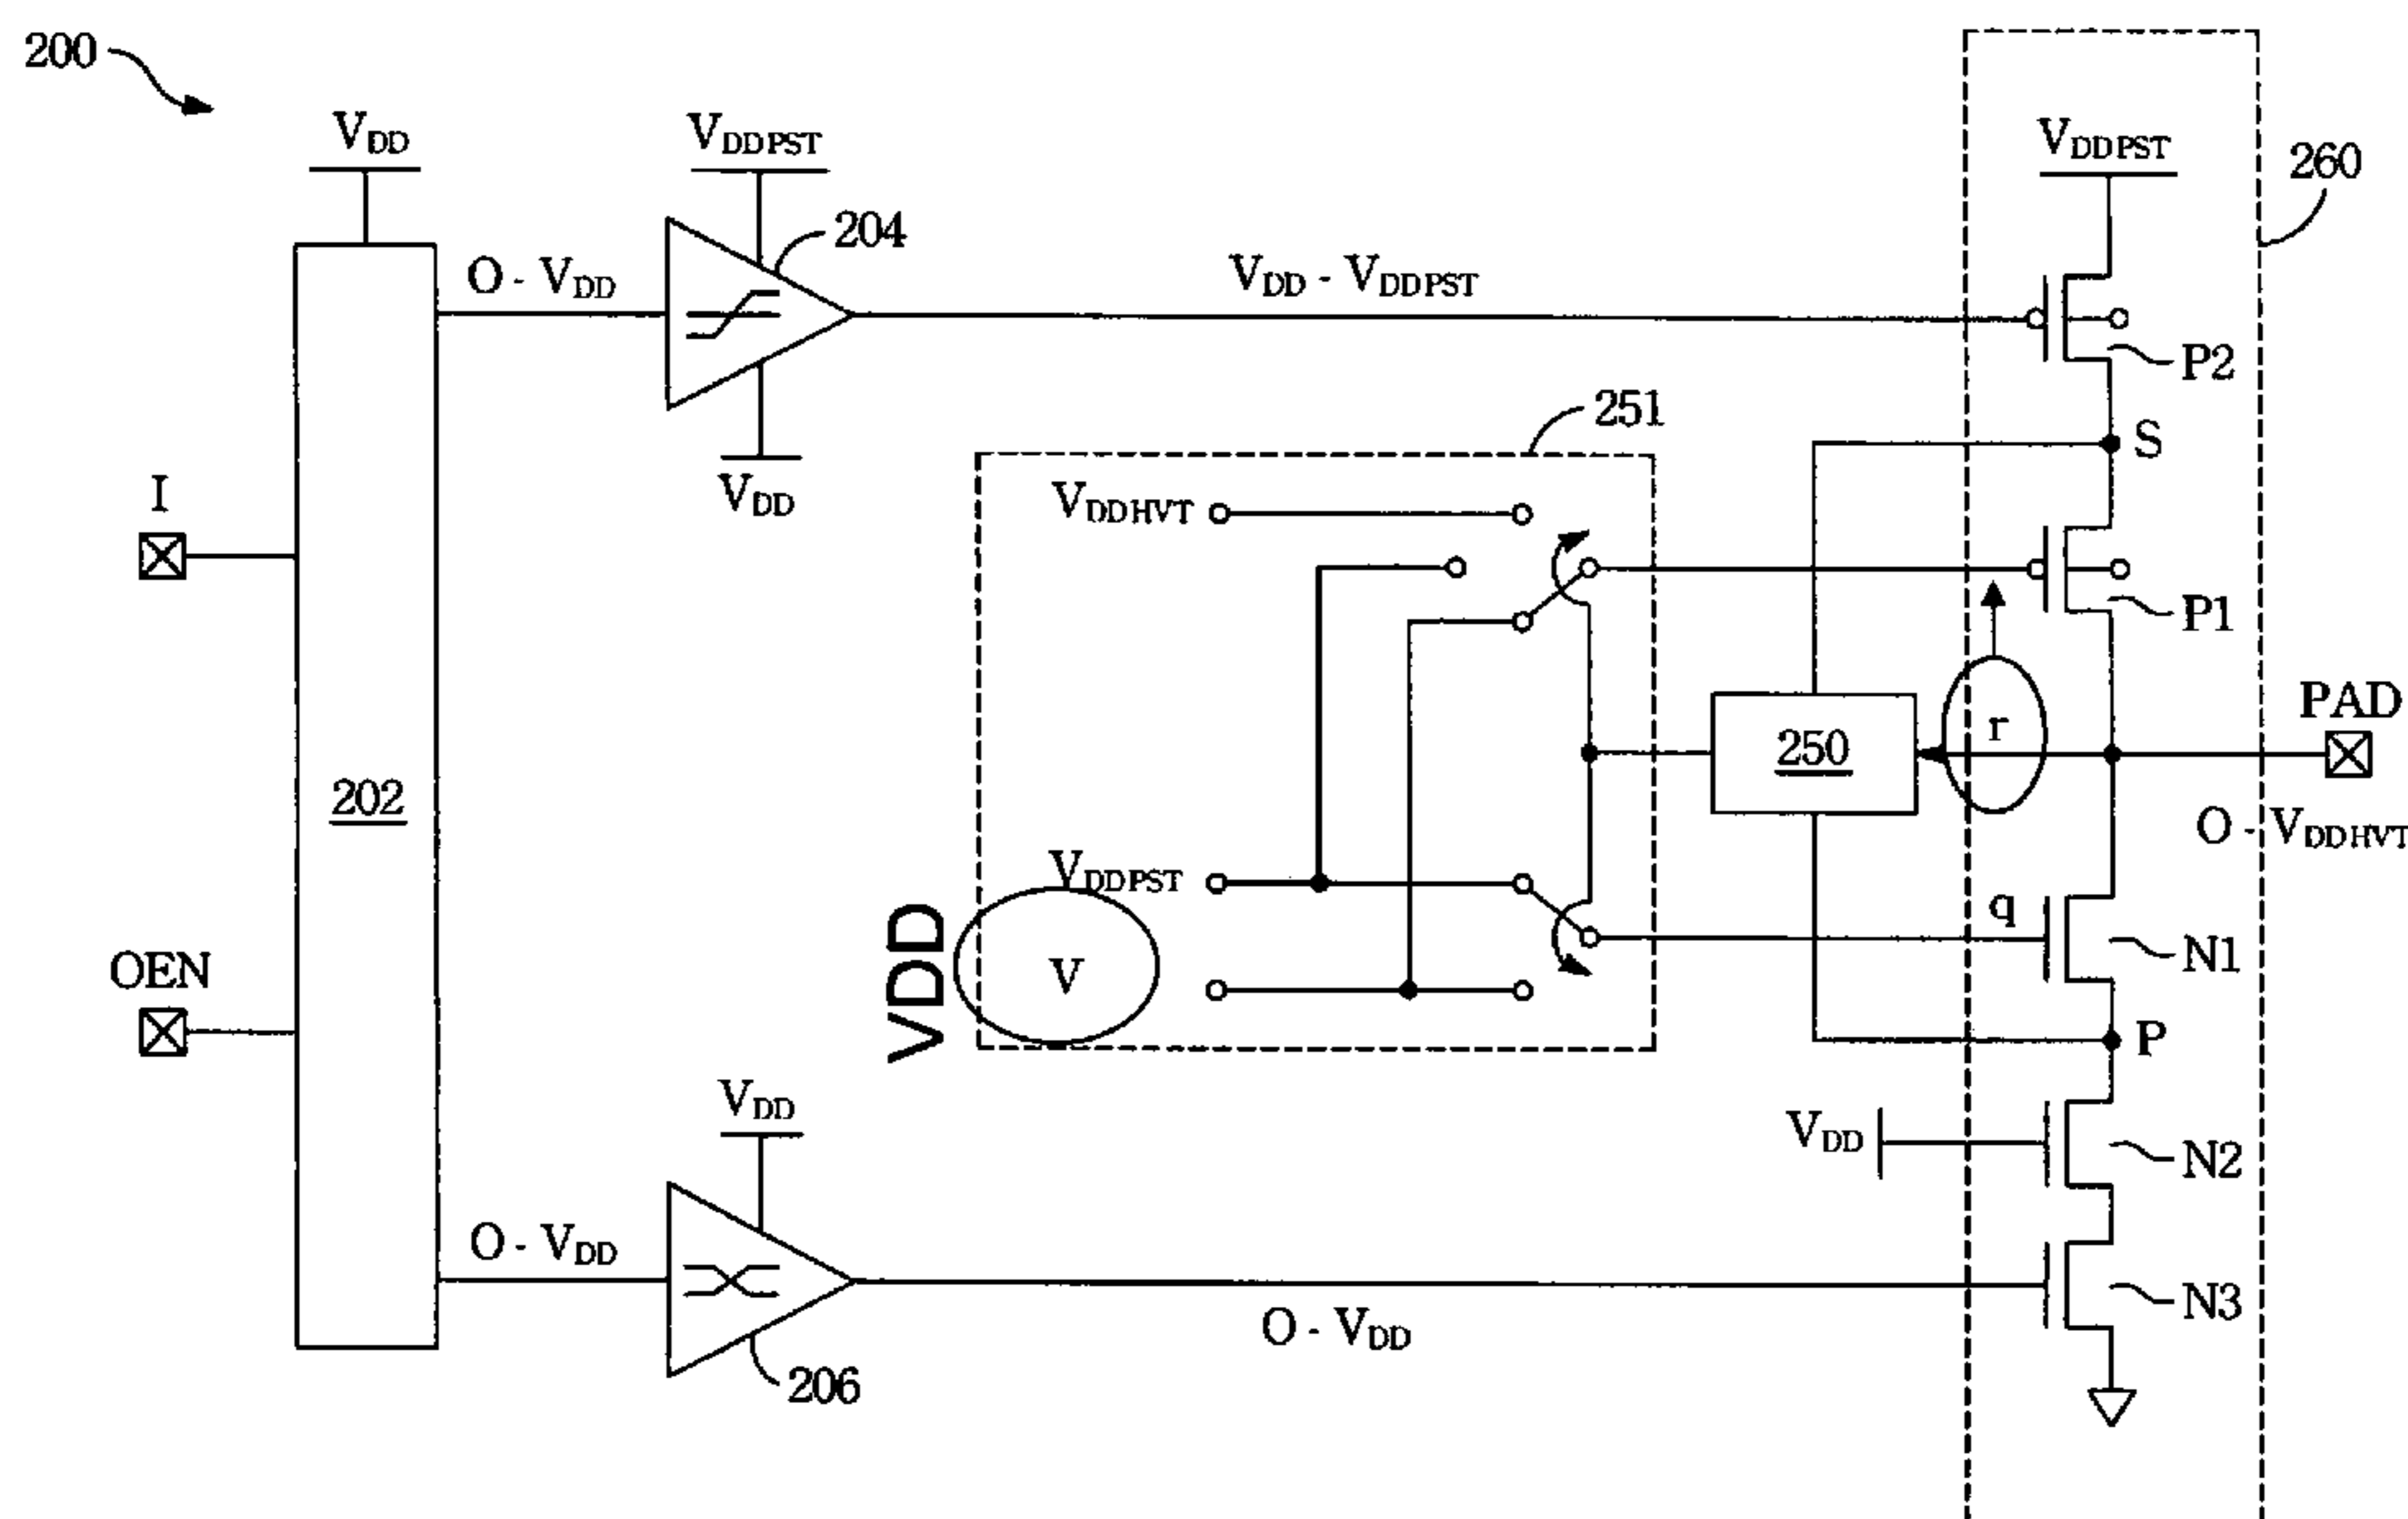 200
VDD
VDDPST
VDDPST
260
204
O - VDD
VDD - VDDPST
P2
251
S
VDD
I
VDDHVT
P1
PAD
r
250
202
O - VDDHVT
VDDPST
q
VDD
V
N1
OEN
P
VDD
VDD
N2
O - VDD
N3
O - VDD
206